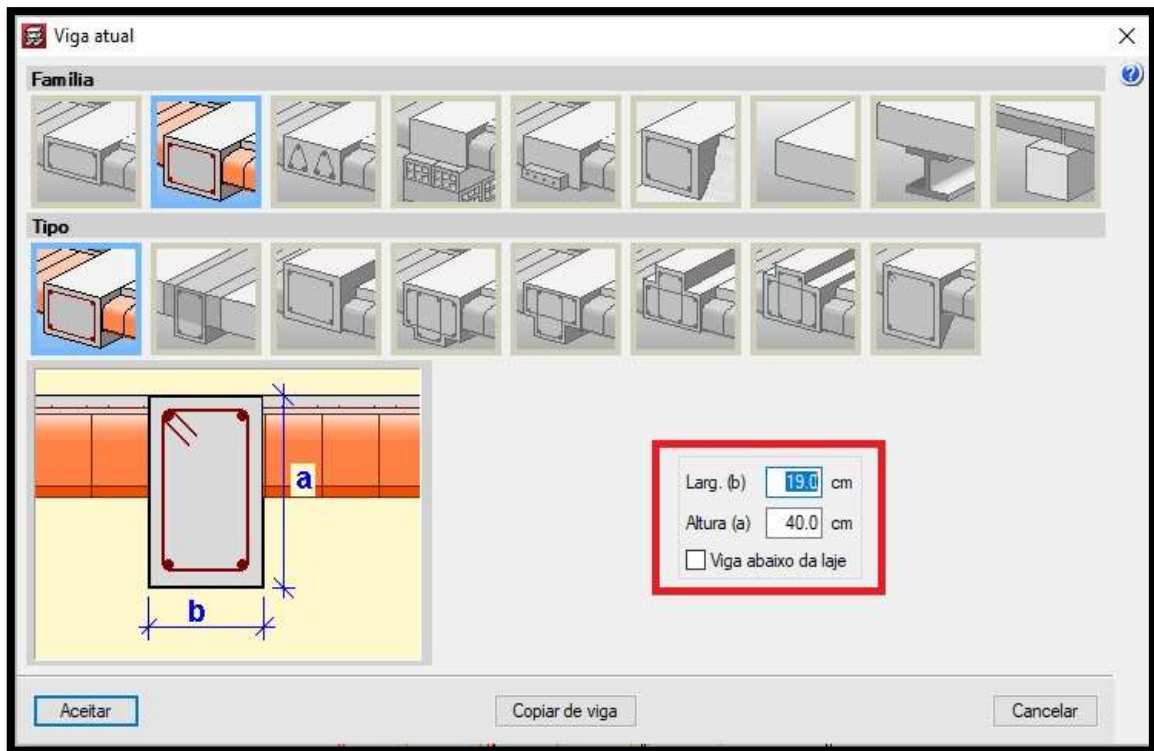 Viga atual
Família
Tipo
a
b
Larg. (b) 19.0 cm
Altura (a) 40.0 cm
Viga abaixo da laje
Aceitar
Copiar de viga
Cancelar